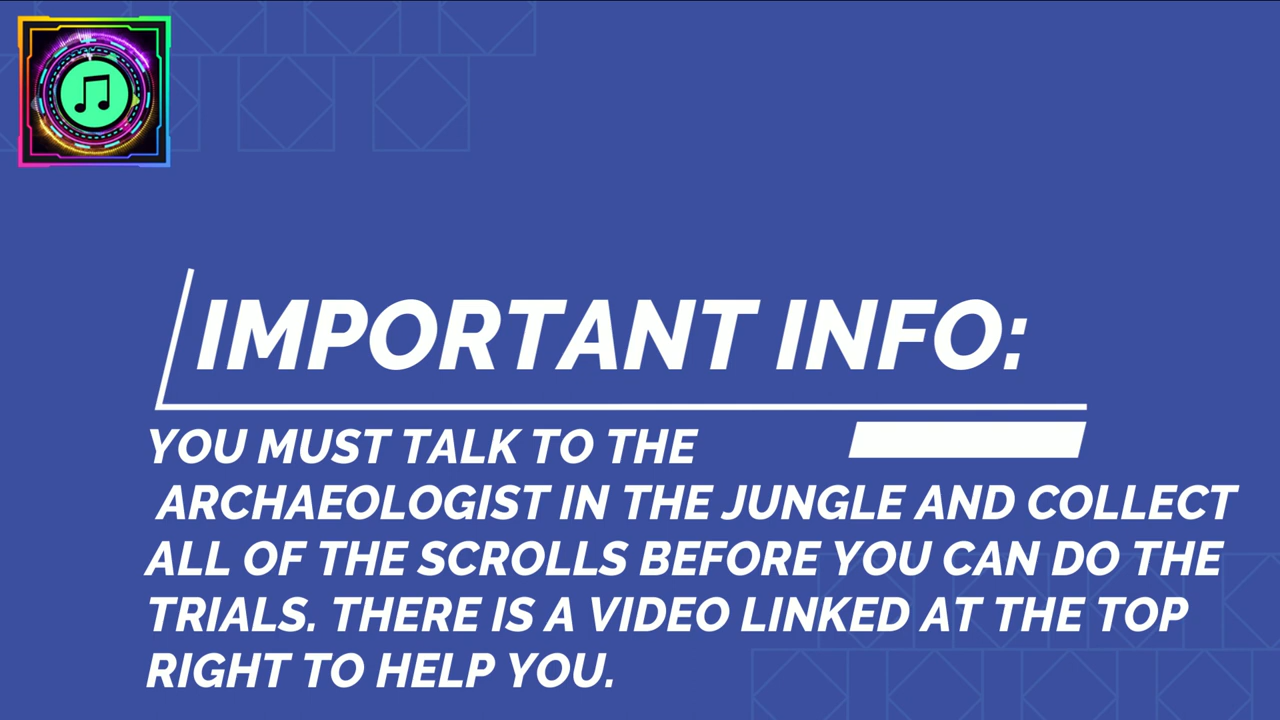 IMPORTANT INFO:
YOU MUST TALK TO THE
ARCHAEOLOGIST IN THE JUNGLE AND COLLECT
ALL OF THE SCROLLS BEFORE YOU CAN DO THE
TRIALS. THERE IS A VIDEO LINKED AT THE TOP
RIGHT TO HELP YOU.